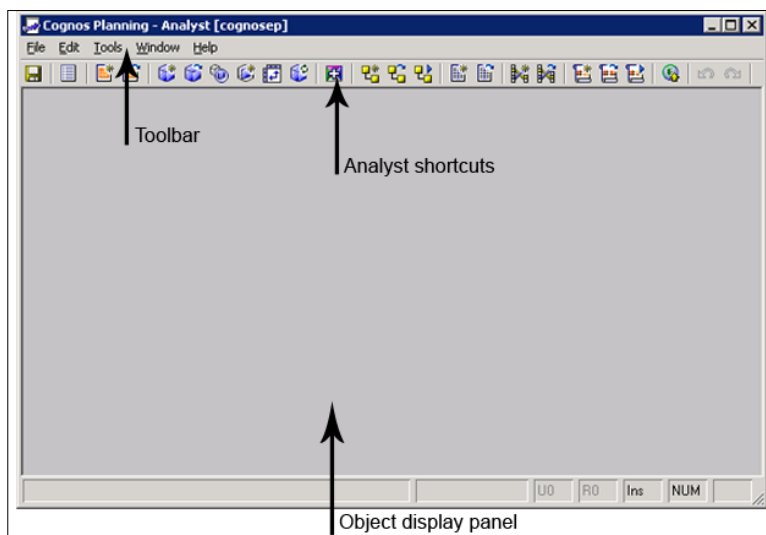 Cognos Planning - Analyst [cognosep]
File Edit Tools Window Help
Toolbar
Analyst shortcuts
U0 R0 Ins NUM
Object display panel